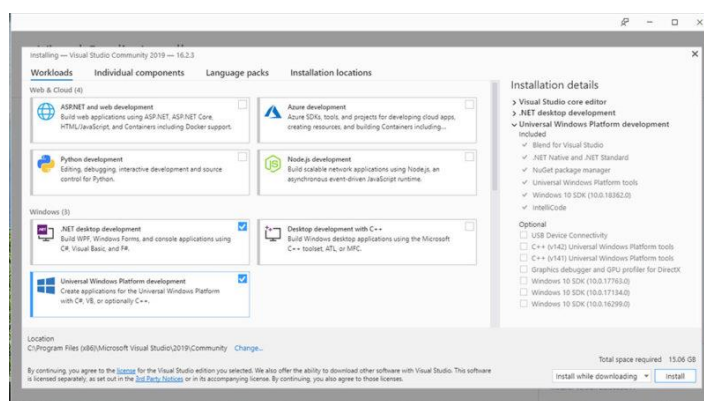 Installing — Visual Studio Community 2019 — 16.2.3
Workloads Individual components Language packs Installation locations
Web & Cloud (4)
ASP.NET and web development
Build web applications using ASP.NET, ASP.NET Core,
HTML/JavaScript, and Containers including Docker support.
Azure development
Azure SDKs, tools, and projects for developing cloud apps,
creating resources, and building Containers including...
Python development
Editing, debugging, interactive development and source
control for Python.
Node.js development
Build scalable network applications using Node.js, an
asynchronous event-driven JavaScript runtime.
Windows (3)
.NET desktop development
Build WPF, Windows Forms, and console applications using
C#, Visual Basic, and F#.
Desktop development with C++
Build Windows desktop applications using the Microsoft
C++ toolset, ATL, or MFC.
Universal Windows Platform development
Create applications for the Universal Windows Platform
with C#, VB, or optionally C++.
Location
C:\Program Files (x86)\Microsoft Visual Studio\2019\Community Change...
By continuing, you agree to the license for the Visual Studio edition you selected. We also offer the ability to download other software with Visual Studio. This software
is licensed separately, as set out in the 3rd Party Notices or in its accompanying license. By continuing, you also agree to those licenses.
Installation details
Visual Studio core editor
.NET desktop development
Universal Windows Platform development
Included
Blend for Visual Studio
.NET Native and .NET Standard
NuGet package manager
Universal Windows Platform tools
Windows 10 SDK (10.0.18362.0)
IntelliCode
Optional
USB Device Connectivity
C++ (v142) Universal Windows Platform tools
C++ (v141) Universal Windows Platform tools
Graphics debugger and GPU profiler for DirectX
Windows 10 SDK (10.0.17763.0)
Windows 10 SDK (10.0.17134.0)
Windows 10 SDK (10.0.16299.0)
Total space required 15.06 GB
Install while downloading Install